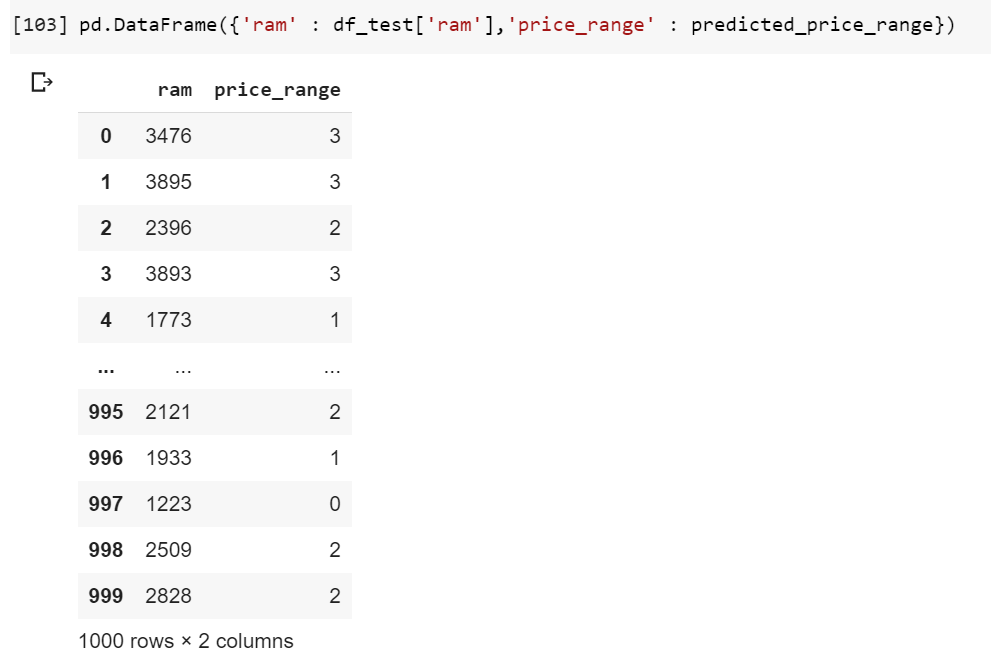 [103] pd.DataFrame({'ram' : df_test['ram'],'price_range' : predicted_price_range})
ram price_range
0 3476 3
1 3895 3
2 2396 2
3 3893 3
4 1773 1
... ... ...
995 2121 2
996 1933 1
997 1223 0
998 2509 2
999 2828 2
1000 rows × 2 columns